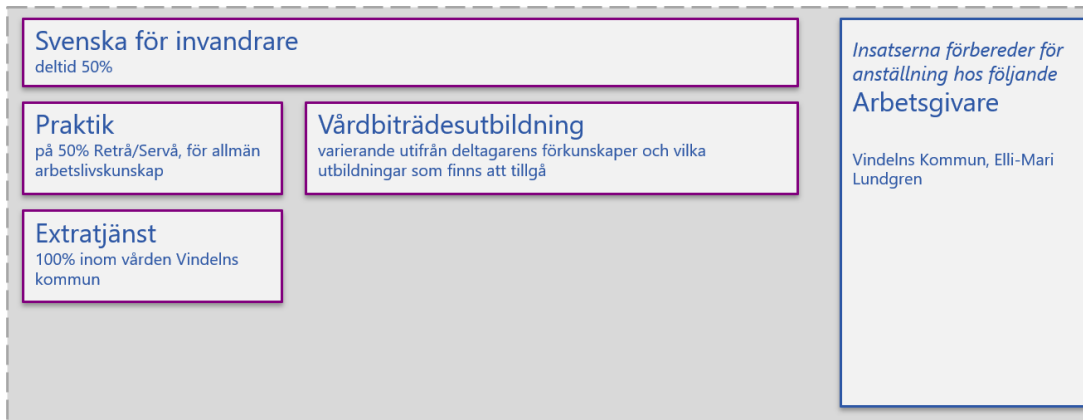 Svenska för invandrare
deltid 50%
Praktik
på 50% Retrå/Servå, för allmän
arbetslivskunskap
Vårdbiträdesutbildning
varierande utifrån deltagarens förkunskaper och vilka
utbildningar som finns att tillgå
Extratjänst
100% inom vården Vindelns
kommun
Insatserna förbereder för
anställning hos följande
Arbetsgivare
Vindelns Kommun, Elli-Mari
Lundgren